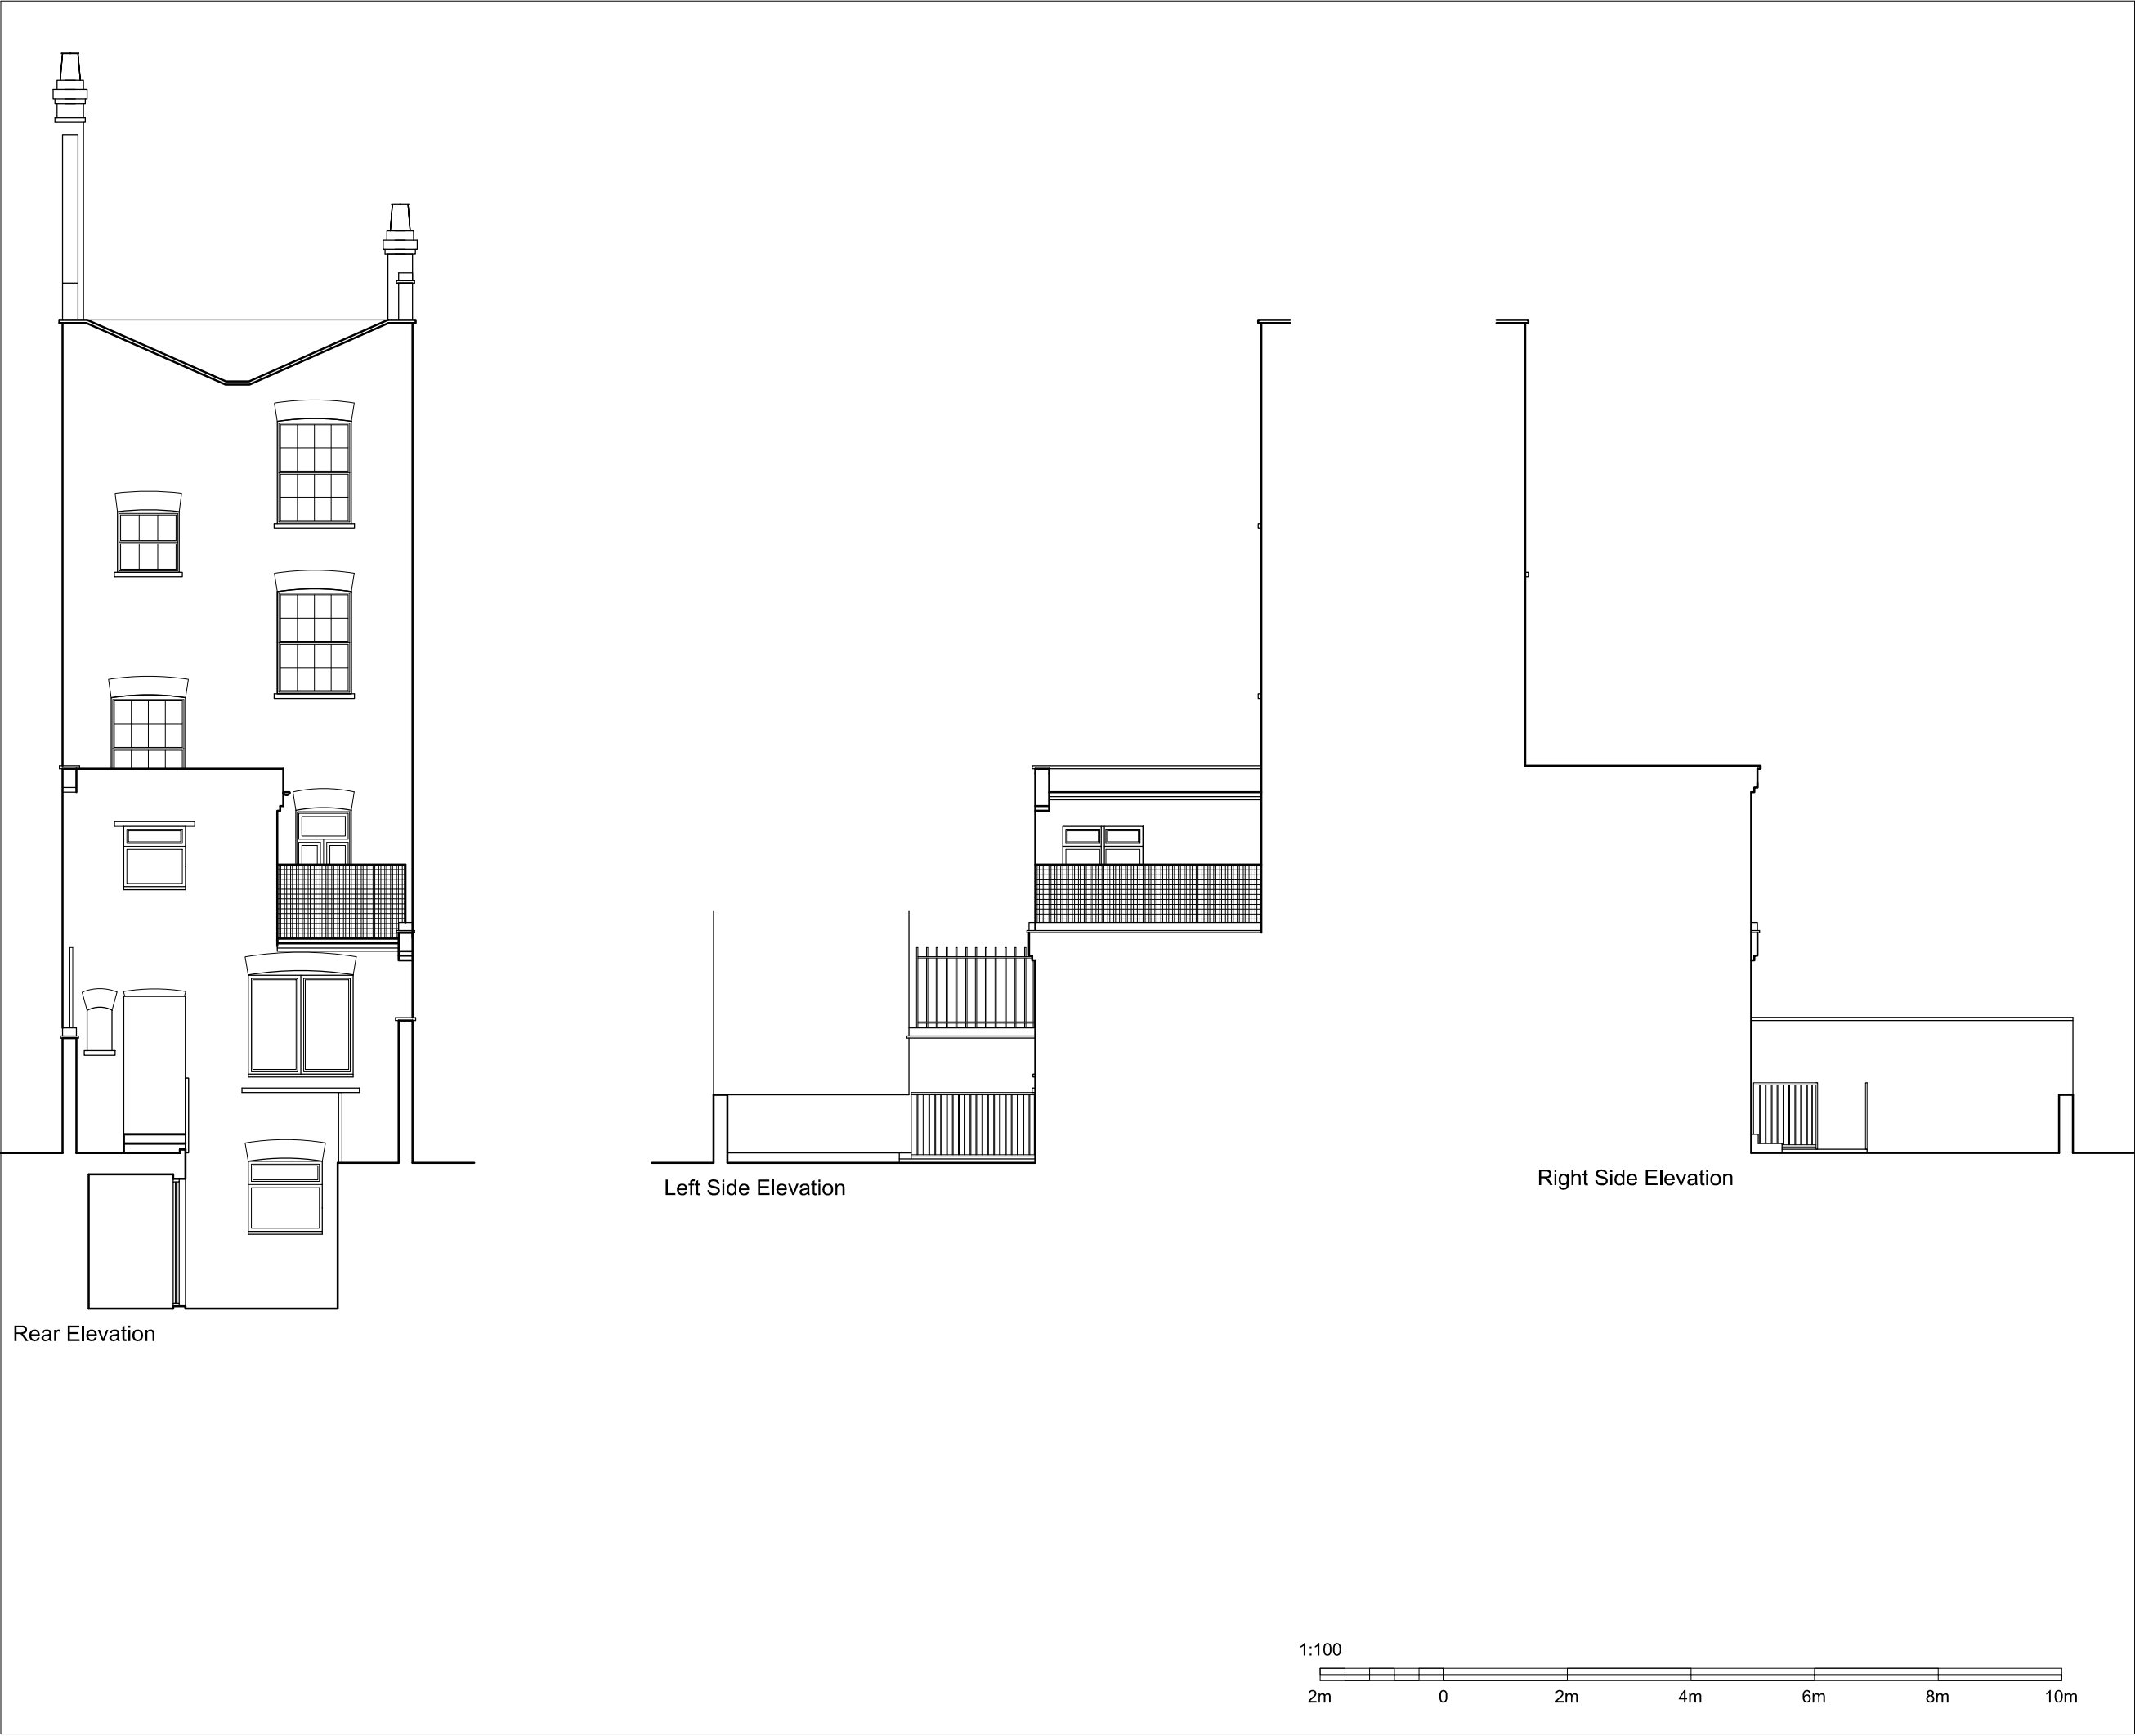 Right Side Elevation
Left Side Elevation
Rear Elevation
1:100
2m 0 2m 4m 6m 8m 10m